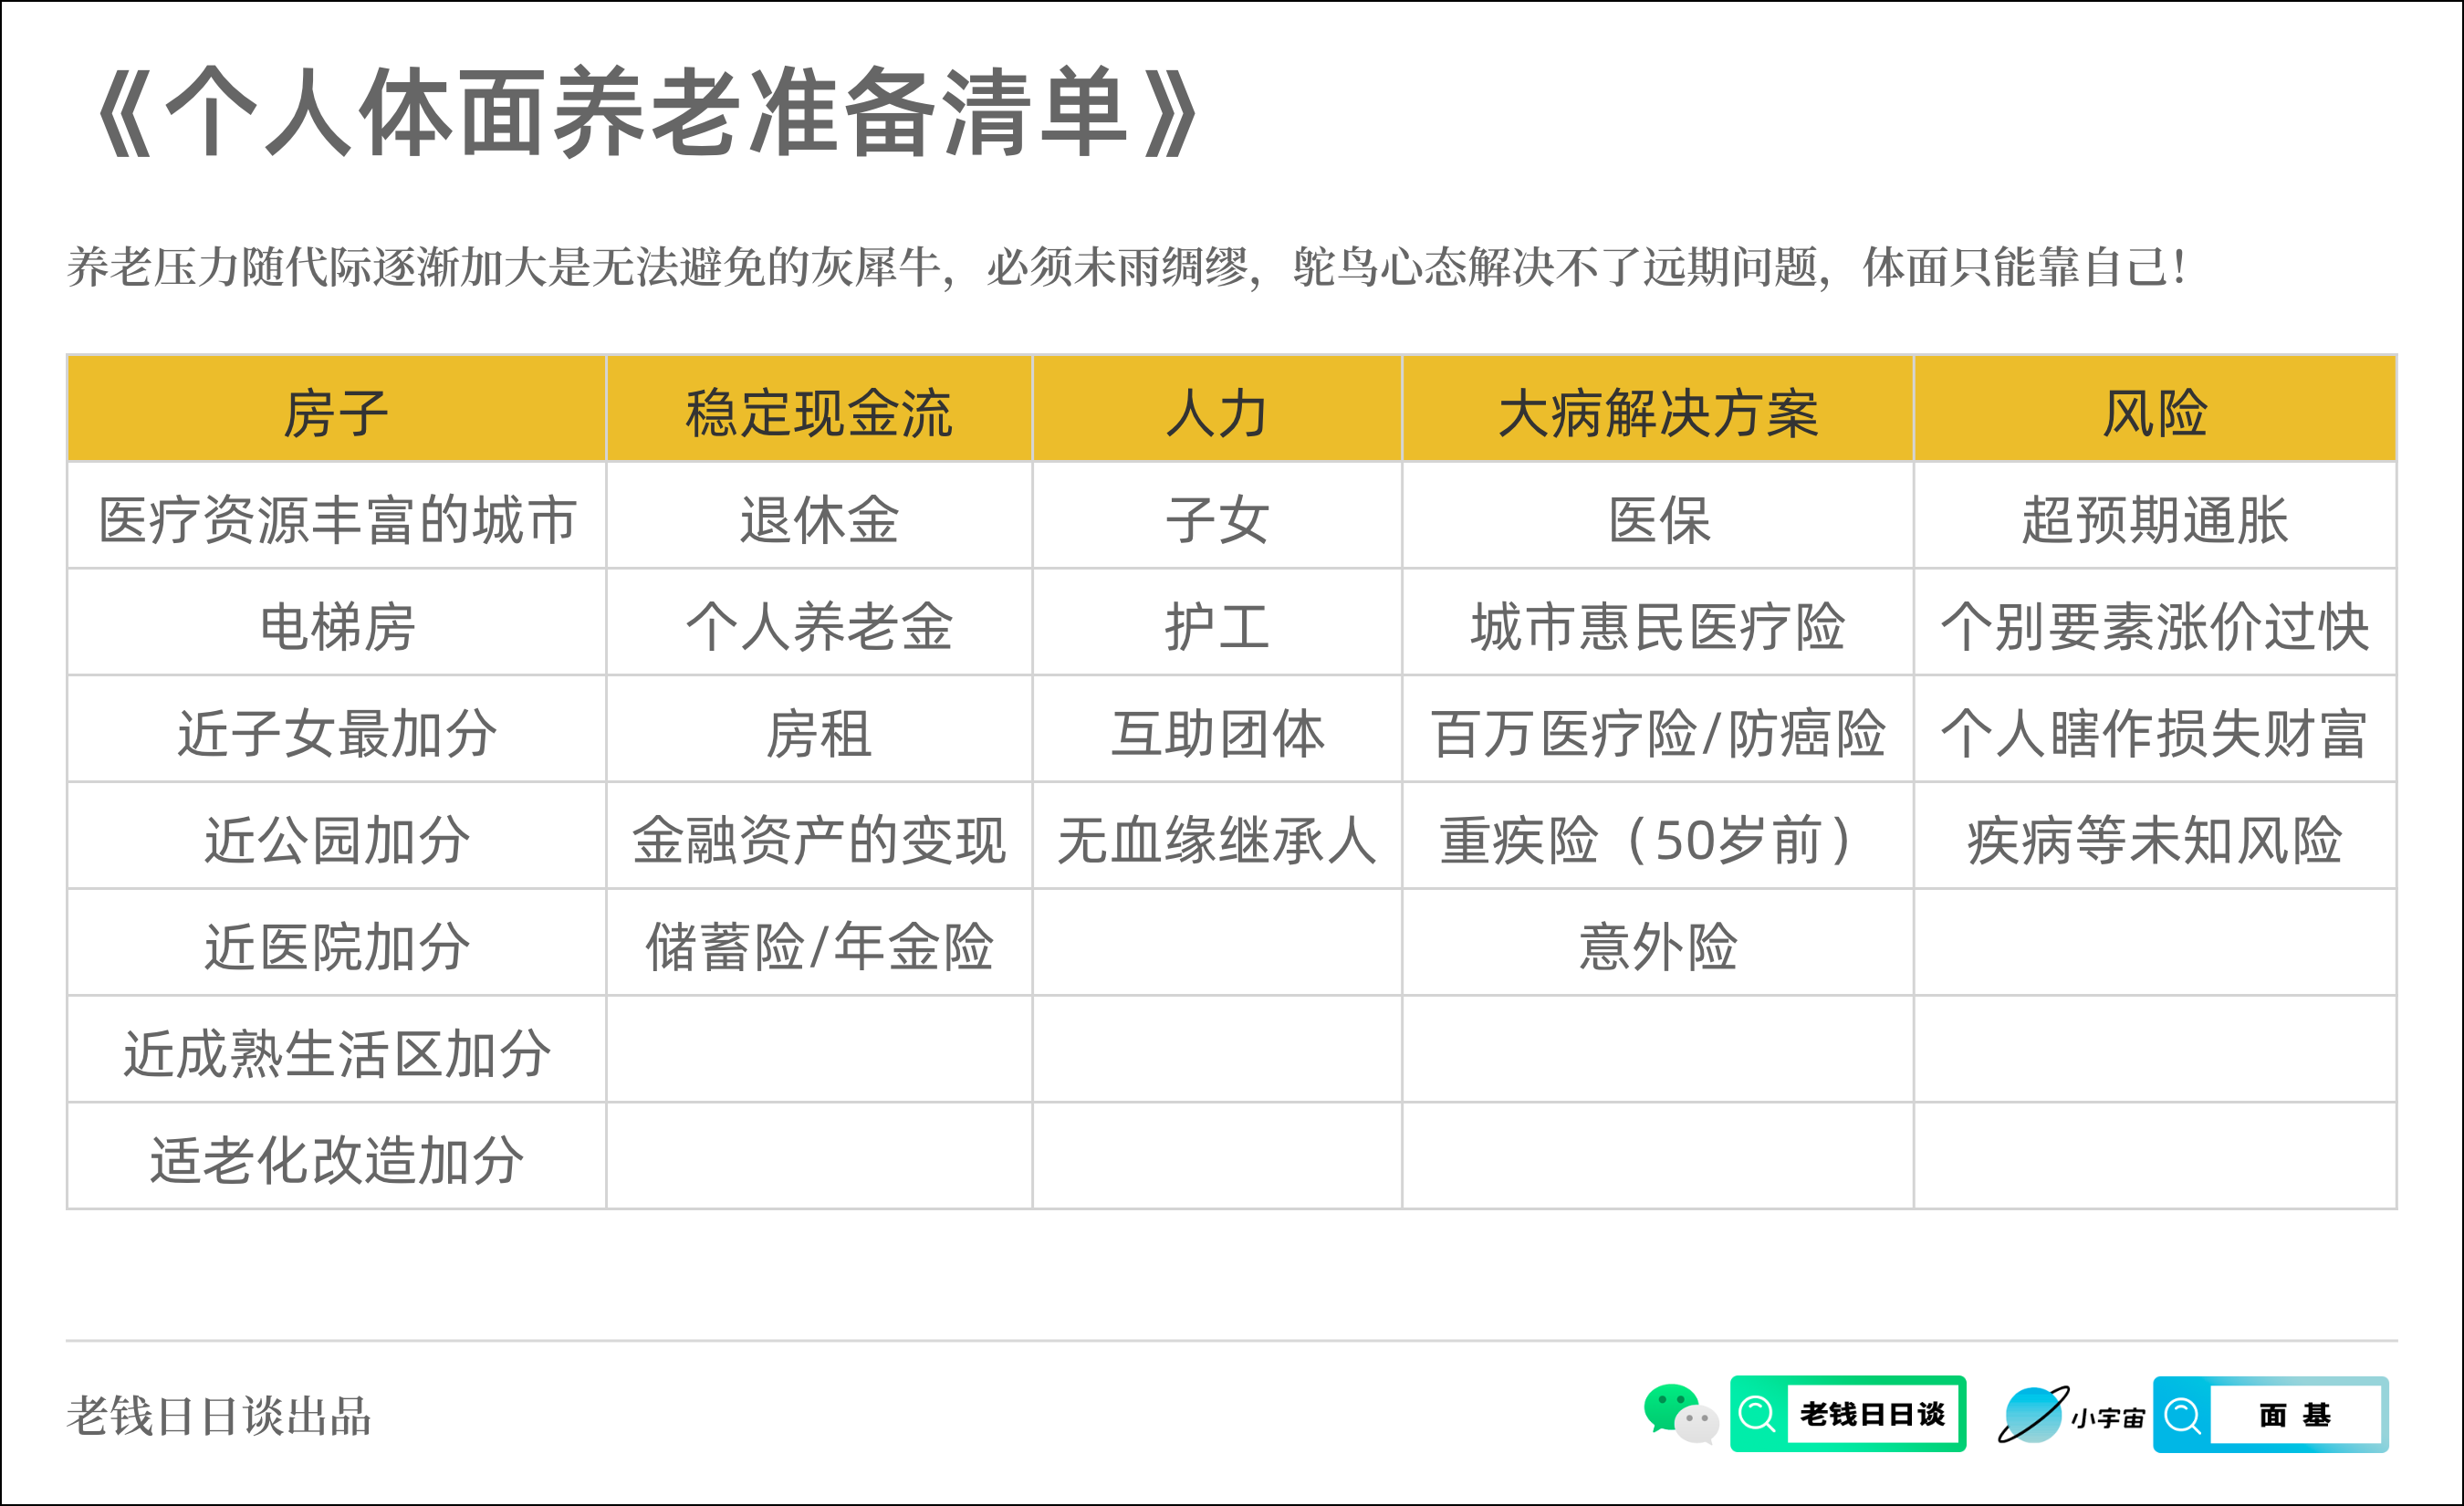 《个人体面养老准备清单》
养老压力随代际逐渐加大是无法避免的灰犀牛，必须未雨绸缪，鸵鸟心态解决不了远期问题，体面只能靠自己！
房子 稳定现金流 人力 大病解决方案 风险
医疗资源丰富的城市 退休金 子女 医保 超预期通胀
电梯房 个人养老金 护工 城市惠民医疗险 个别要素涨价过快
近子女最加分 房租 互助团体 百万医疗险/防癌险 个人瞎作损失财富
近公园加分 金融资产的变现 无血缘继承人 重疾险（50岁前） 疾病等未知风险
近医院加分 储蓄险/年金险 意外险
近成熟生活区加分
适老化改造加分
老钱日日谈出品
老钱日日谈
小宇宙
面 基